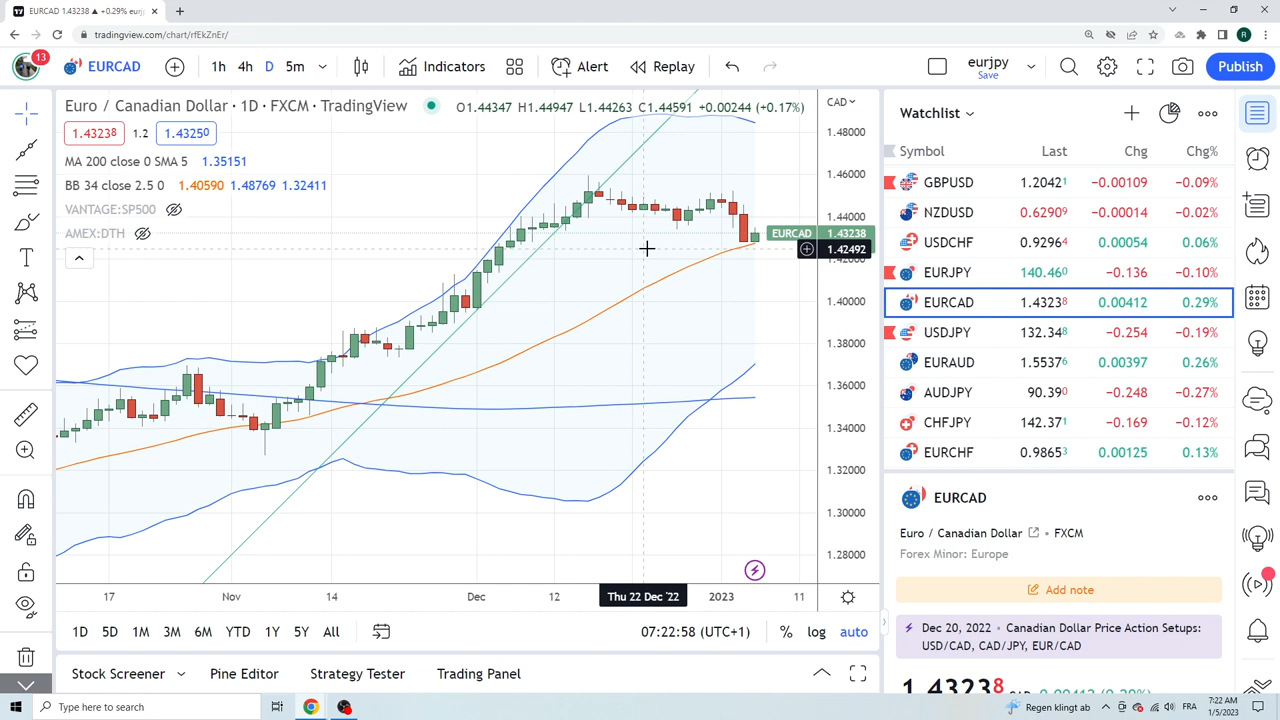 EURCAD 1.43238 ▲ +0.29% eurj
tradingview.com/chart/rfEkZnEr/
R
13
EURCAD 1h 4h D 5m Indicators Alert Replay eurjpy Save Publish
Euro / Canadian Dollar · 1D · FXCM · TradingView O1.44347 H1.44947 L1.44263 C1.44591 +0.00244 (+0.17%)
1.43238 1.2 1.43250
MA 200 close 0 SMA 5 1.35151
BB 34 close 2.5 0 1.40590 1.48769 1.32411
VANTAGE:SP500
AMEX:DTH
CAD
1.48000
1.46000
1.44000
EURCAD 1.43238
1.42492
1.42000
1.40000
1.38000
1.36000
1.34000
1.32000
1.30000
1.28000
17 Nov 14 Dec 12 Thu 22 Dec '22 2023 11
1D 5D 1M 3M 6M YTD 1Y 5Y All 07:22:58 (UTC+1) % log auto
Stock Screener Pine Editor Strategy Tester Trading Panel
Watchlist
Symbol Last Chg Chg%
GBPUSD 1.20421 −0.00109 −0.09%
NZDUSD 0.62909 −0.00013 −0.02%
USDCHF 0.92964 0.00054 0.06%
EURJPY 140.460 −0.136 −0.10%
EURCAD 1.43238 0.00412 0.29%
USDJPY 132.348 −0.254 −0.19%
EURAUD 1.55376 0.00397 0.26%
AUDJPY 90.390 −0.248 −0.27%
CHFJPY 142.371 −0.169 −0.12%
EURCHF 0.98653 0.00125 0.13%
EURCAD
Euro / Canadian Dollar • FXCM
Forex Minor: Europe
Add note
Dec 20, 2022 • Canadian Dollar Price Action Setups:
USD/CAD, CAD/JPY, EUR/CAD
1.43238 CAD 0.00412 (0.29%)
Type here to search
Regen klingt ab FRA 7:22 AM
1/5/2023